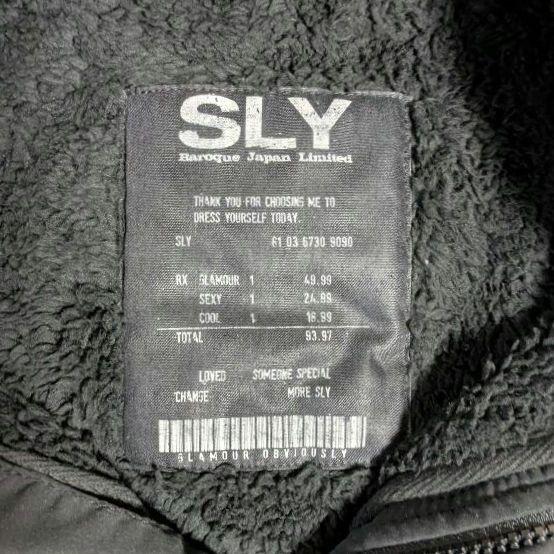 SLY
Baroque Japan Limited
THANK YOU FOR CHOOSING ME TO
DRESS YOURSELF TODAY.
SLY 61 03 6730 9090
RX GLAMOUR 1 49.99
SEXY 1 24.99
COOL 1 18.99
TOTAL 93.97
LOVED SOMEONE SPECIAL
CHANGE MORE SLY
GLAMOUR OBVIOUSLY